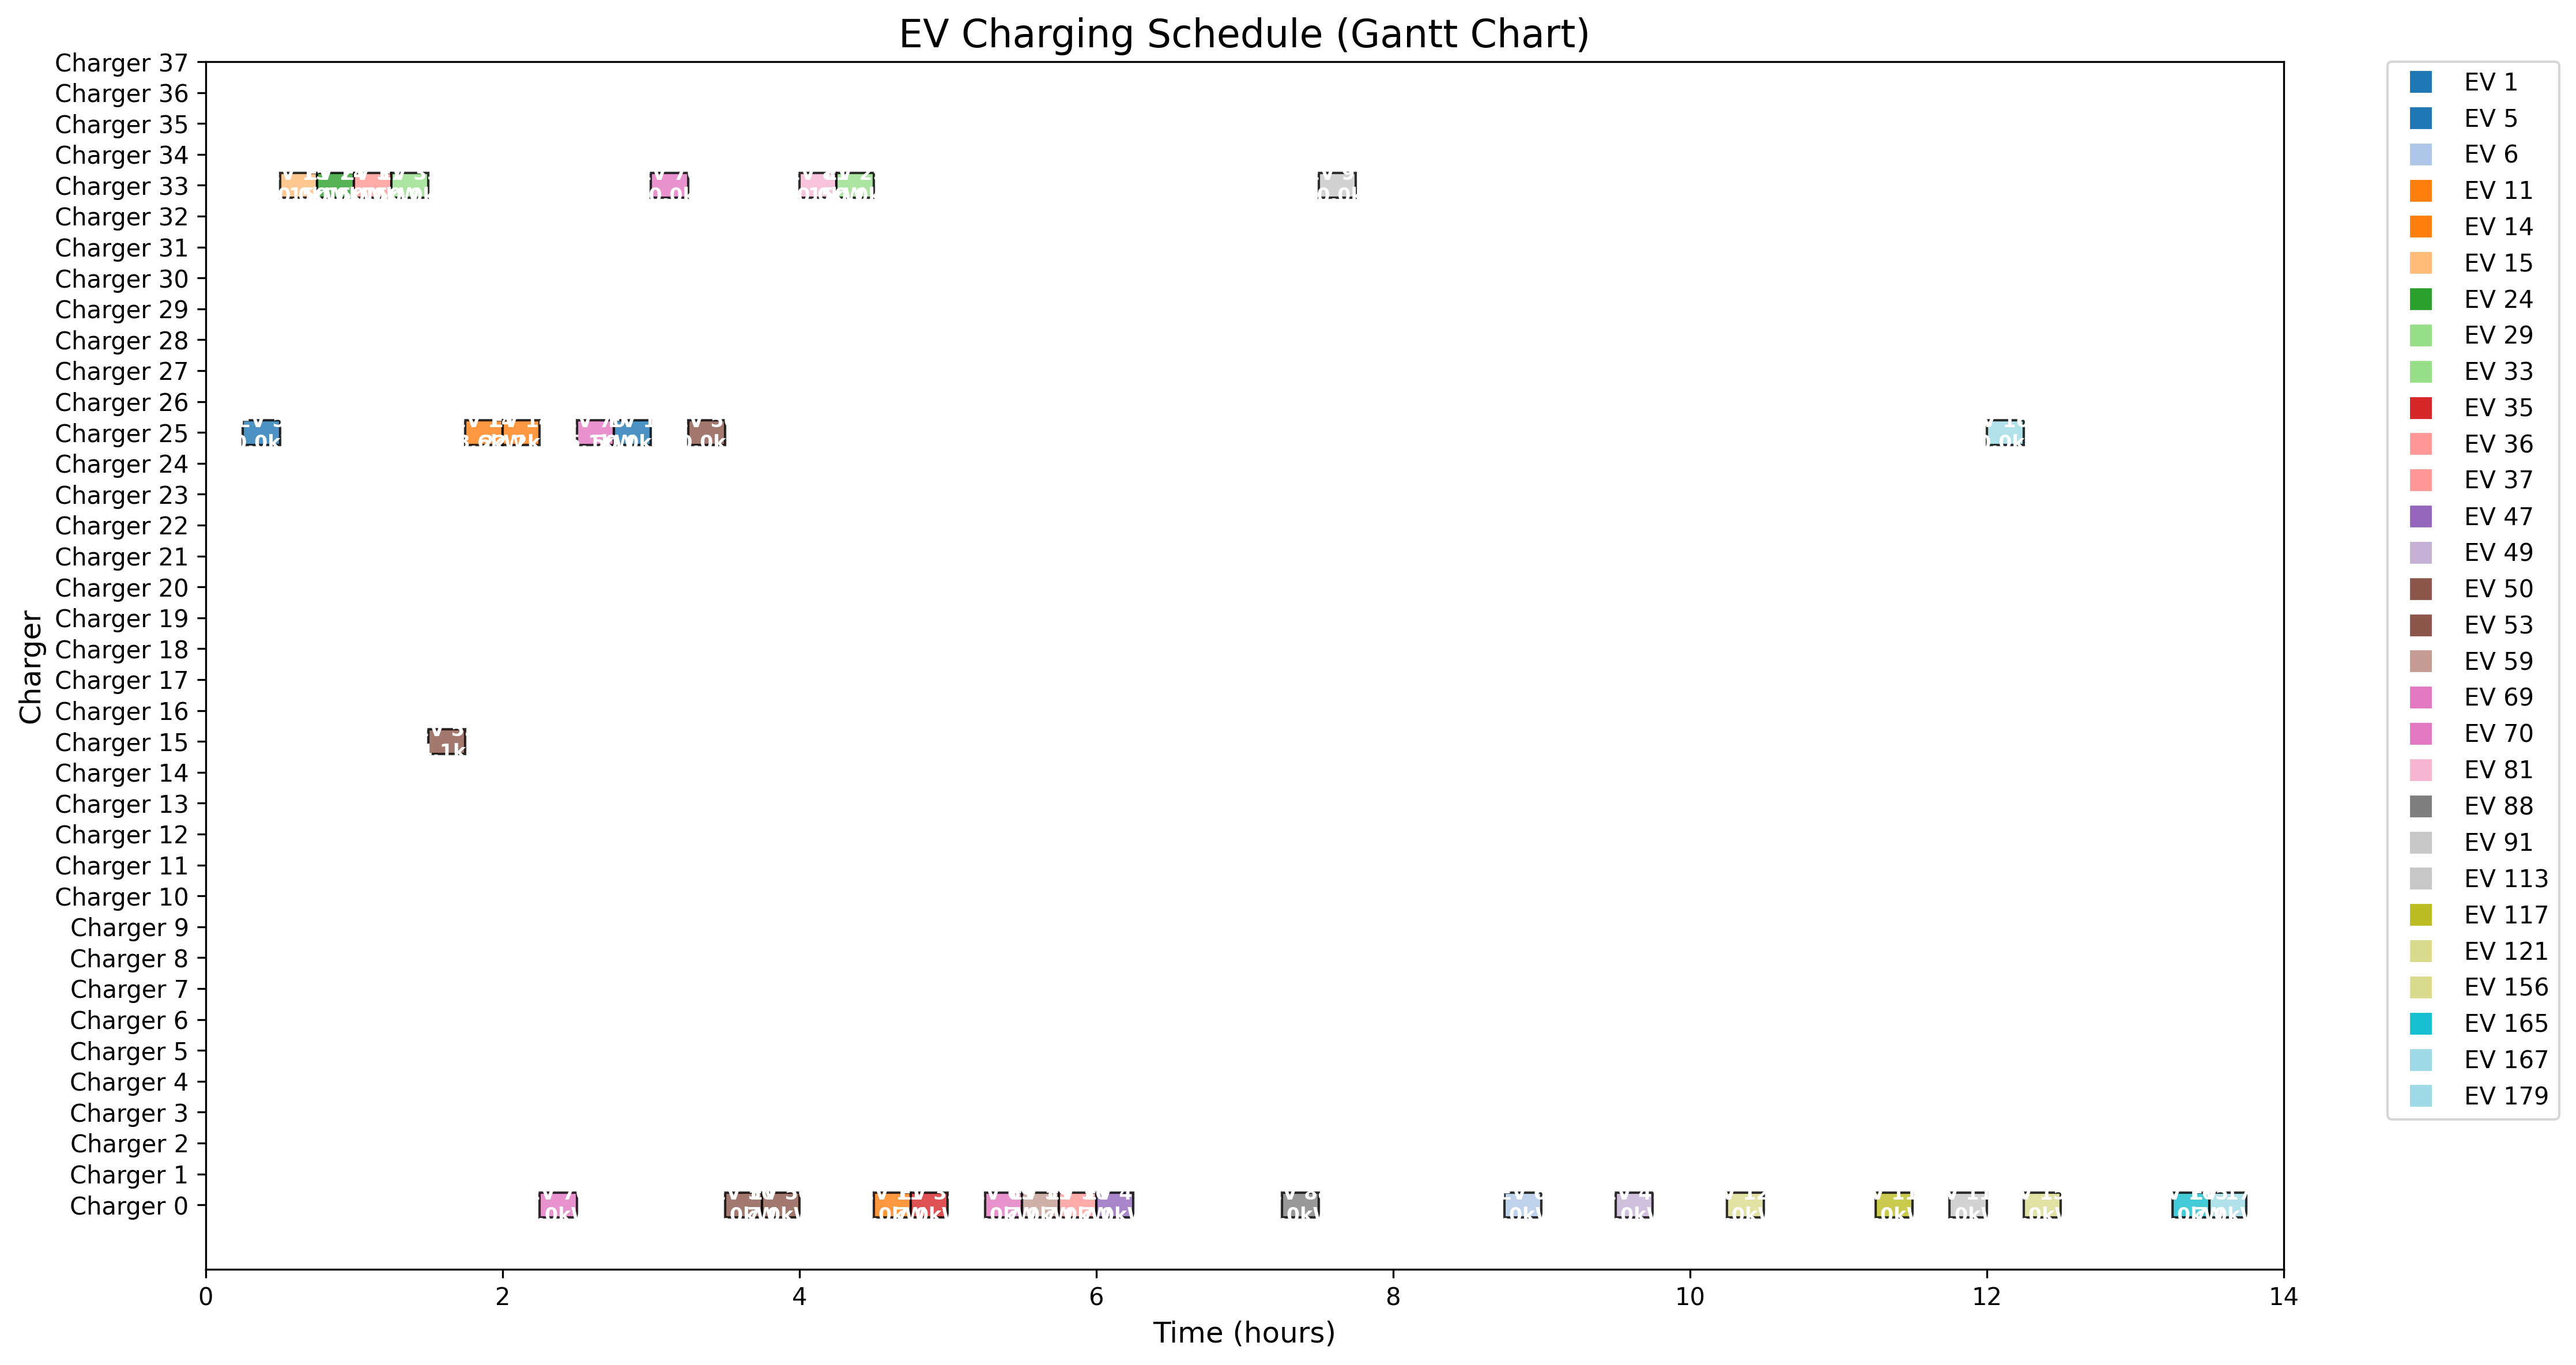 EV Charging Schedule (Gantt Chart)
Charger 37
Charger 36
Charger 35
Charger 34
Charger 33
Charger 32
Charger 31
Charger 30
Charger 29
Charger 28
Charger 27
Charger 26
Charger 25
Charger 24
Charger 23
Charger 22
Charger 21
Charger 20
Charger 19
Charger 18
Charger 17
Charger 16
Charger 15
Charger 14
Charger 13
Charger 12
Charger 11
Charger 10
Charger 9
Charger 8
Charger 7
Charger 6
Charger 5
Charger 4
Charger 3
Charger 2
Charger 1
Charger 0
Charger
0 2 4 6 8 10 12 14
Time (hours)
EV 1
EV 5
EV 6
EV 11
EV 14
EV 15
EV 24
EV 29
EV 33
EV 35
EV 36
EV 37
EV 47
EV 49
EV 50
EV 53
EV 59
EV 69
EV 70
EV 81
EV 88
EV 91
EV 113
EV 117
EV 121
EV 156
EV 165
EV 167
EV 179